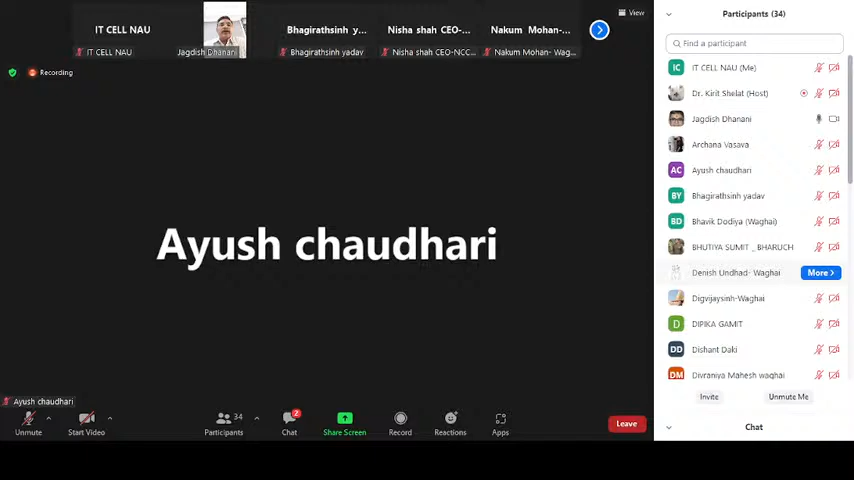 IT CELL NAU
Bhagirathsinh y...
Nisha shah CEO-...
Nakum Mohan-...
View
IT CELL NAU
Jagdish Dhanani
Bhagirathsinh yadav
Nisha shah CEO-NCC...
Nakum Mohan- Wag...
Recording
Ayush chaudhari
Ayush chaudhari
Unmute
Start Video
34
Participants
2
Chat
Share Screen
Record
Reactions
Apps
Leave
Participants (34)
Find a participant
IC IT CELL NAU (Me)
Dr. Kirit Shelat (Host)
Jagdish Dhanani
Archana Vasava
AC Ayush chaudhari
BY Bhagirathsinh yadav
BD Bhavik Dodiya (Waghai)
BHUTIYA SUMIT _ BHARUCH
Denish Undhad- Waghai More >
Digvijaysinh-Waghai
D DIPIKA GAMIT
DD Dishant Daki
DM Divraniya Mahesh waghai
Invite
Unmute Me
Chat